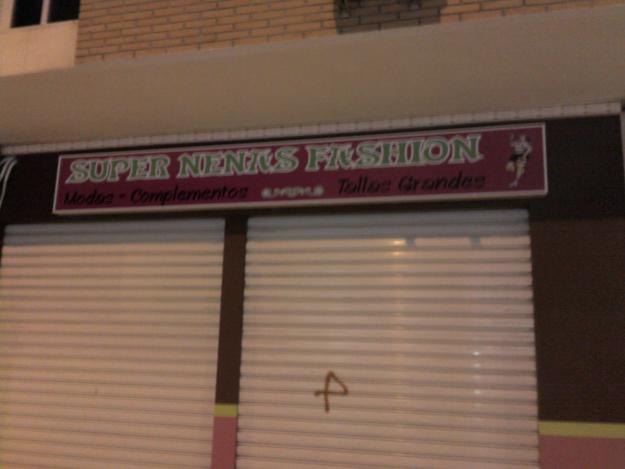 SUPER NENAS FASHION
Modas - Complementos Tallas Grandes